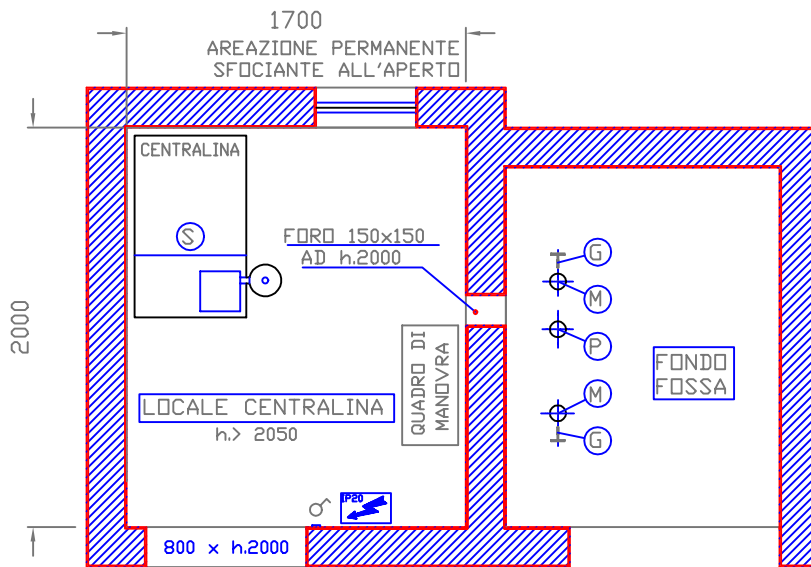 1700
AREAZIONE PERMANENTE
SFOCIANTE ALL'APERTO
CENTRALINA
S
FORO 150x150
AD h.2000
G
M
P
M
G
2000
QUADRO DI
MANOVRA
FONDO
FOSSA
LOCALE CENTRALINA
h.> 2050
IP20
800 x h.2000